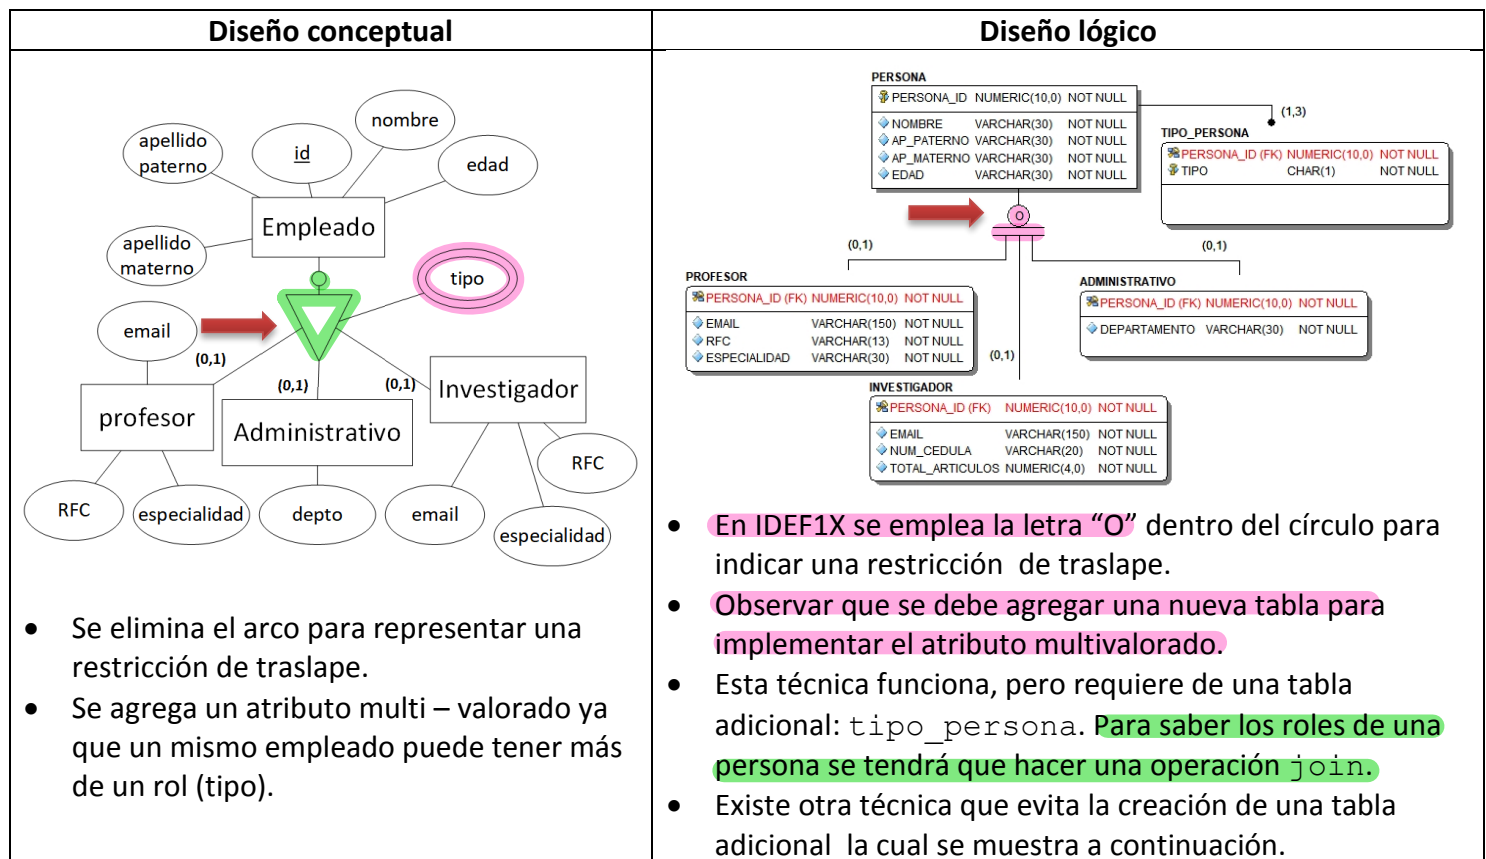 Diseño conceptual
Diseño lógico
nombre
apellido
paterno
id
edad
Empleado
apellido
materno
tipo
email
(0,1)
(0,1)
(0,1)
profesor
Administrativo
Investigador
RFC
RFC
especialidad
depto
email
especialidad
• Se elimina el arco para representar una
restricción de traslape.
• Se agrega un atributo multi – valorado ya
que un mismo empleado puede tener más
de un rol (tipo).
PERSONA
PERSONA_ID NUMERIC(10,0) NOT NULL
NOMBRE VARCHAR(30) NOT NULL
AP_PATERNO VARCHAR(30) NOT NULL
AP_MATERNO VARCHAR(30) NOT NULL
EDAD VARCHAR(30) NOT NULL
(1,3)
TIPO_PERSONA
PERSONA_ID (FK) NUMERIC(10,0) NOT NULL
TIPO CHAR(1) NOT NULL
O
(0,1)
(0,1)
PROFESOR
PERSONA_ID (FK) NUMERIC(10,0) NOT NULL
EMAIL VARCHAR(150) NOT NULL
RFC VARCHAR(13) NOT NULL
ESPECIALIDAD VARCHAR(30) NOT NULL
ADMINISTRATIVO
PERSONA_ID (FK) NUMERIC(10,0) NOT NULL
DEPARTAMENTO VARCHAR(30) NOT NULL
(0,1)
INVESTIGADOR
PERSONA_ID (FK) NUMERIC(10,0) NOT NULL
EMAIL VARCHAR(150) NOT NULL
NUM_CEDULA VARCHAR(20) NOT NULL
TOTAL_ARTICULOS NUMERIC(4,0) NOT NULL
• En IDEF1X se emplea la letra “O” dentro del círculo para
indicar una restricción de traslape.
• Observar que se debe agregar una nueva tabla para
implementar el atributo multivalorado.
• Esta técnica funciona, pero requiere de una tabla
adicional: tipo_persona. Para saber los roles de una
persona se tendrá que hacer una operación join.
• Existe otra técnica que evita la creación de una tabla
adicional la cual se muestra a continuación.